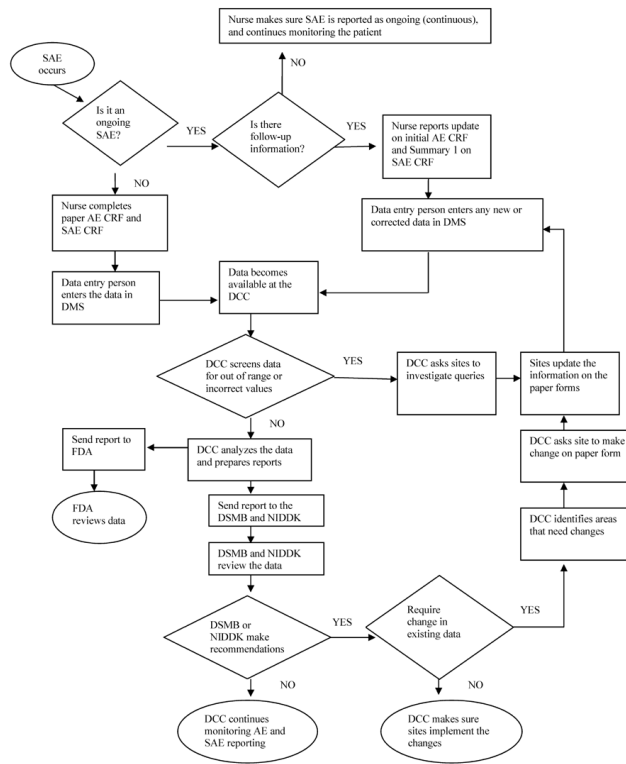 Nurse makes sure SAE is reported as ongoing (continuous),
and continues monitoring the patient
SAE
occurs
NO
Is it an
ongoing
SAE?
YES
Is there
follow-up
information?
YES
Nurse reports update
on initial AE CRF
and Summary 1 on
SAE CRF
NO
Nurse completes
paper AE CRF and
SAE CRF
Data entry person enters any new or
corrected data in DMS
Data entry person
enters the data in
DMS
Data becomes
available at the
DCC
DCC screens data
for out of range or
incorrect values
YES
DCC asks sites to
investigate queries
Sites update the
information on the
paper forms
NO
Send report to
FDA
DCC analyzes the data
and prepares reports
DCC asks site to make
change on paper form
FDA
reviews data
Send report to the
DSMB and NIDDK
DCC identifies areas
that need changes
DSMB and NIDDK
review the data
DSMB or
NIDDK make
recommendations
YES
Require
change in
existing data
YES
NO
NO
DCC continues
monitoring AE and
SAE reporting
DCC makes sure
sites implement the
changes